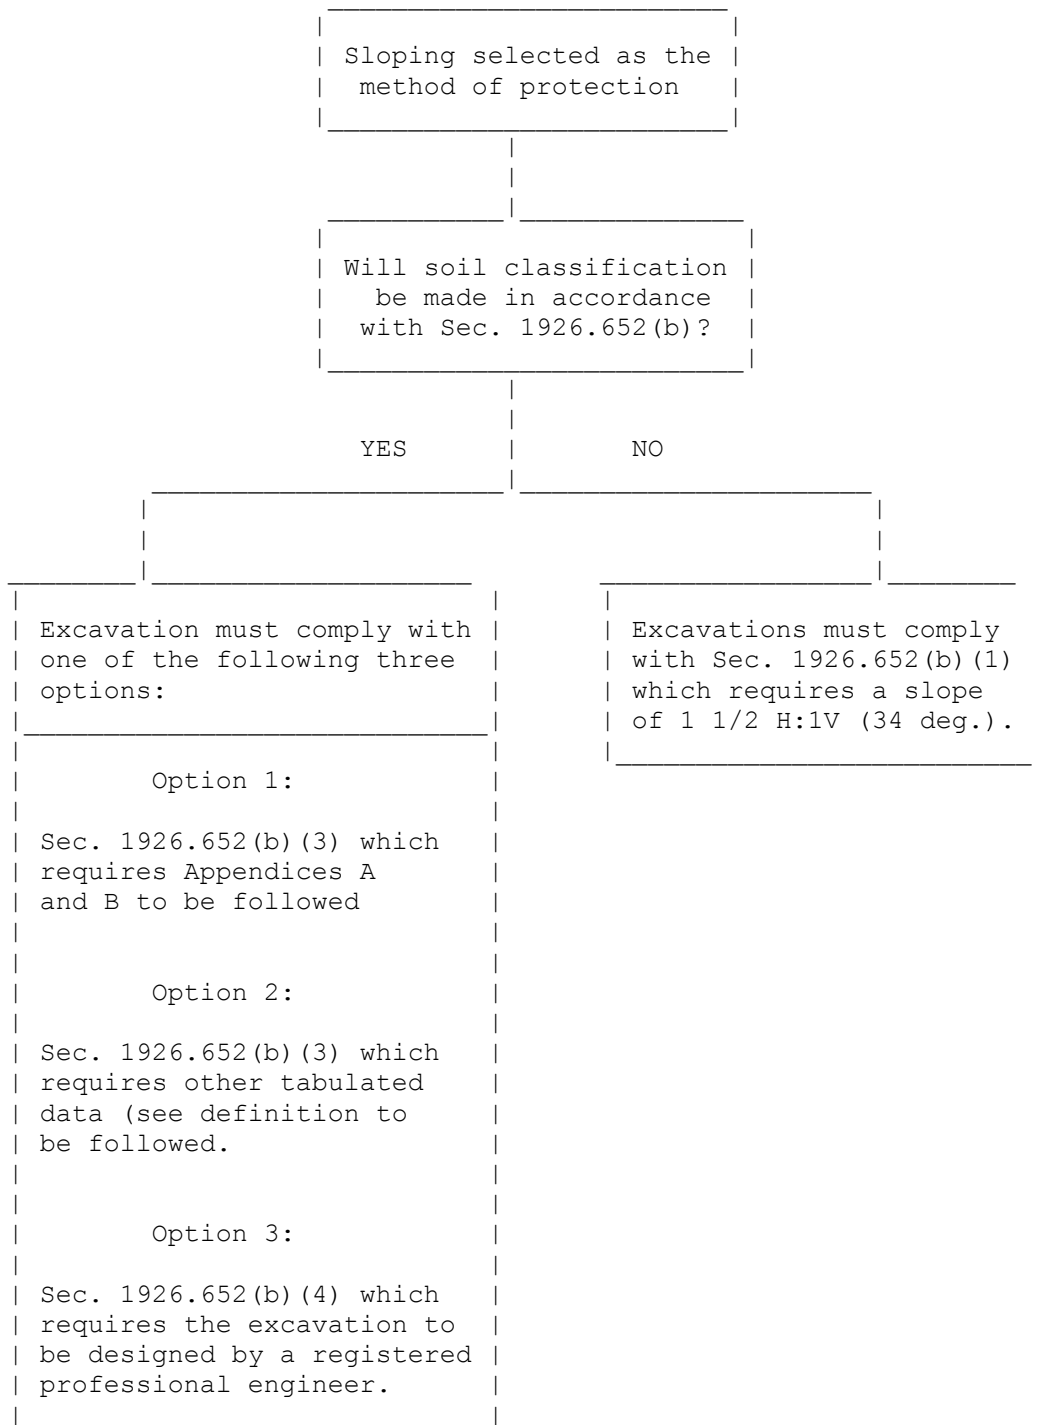 Sloping selected as the
method of protection
Will soil classification
be made in accordance
with Sec. 1926.652(b)?
YES NO
Excavation must comply with
one of the following three
options:
Option 1:
Sec. 1926.652(b)(3) which
requires Appendices A
and B to be followed
Option 2:
Sec. 1926.652(b)(3) which
requires other tabulated
data (see definition to
be followed.
Option 3:
Sec. 1926.652(b)(4) which
requires the excavation to
be designed by a registered
professional engineer.
Excavations must comply
with Sec. 1926.652(b)(1)
which requires a slope
of 1 1/2 H:1V (34 deg.).